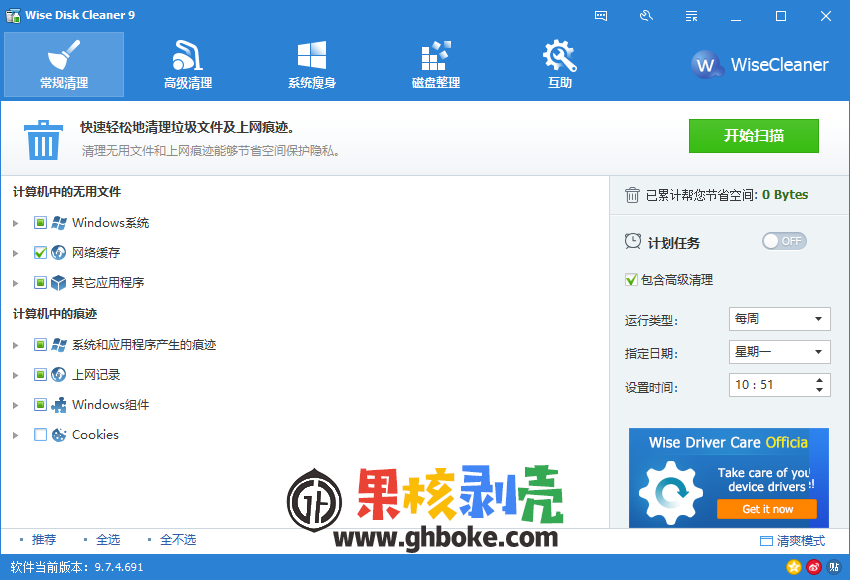 Wise Disk Cleaner 9
常规清理
高级清理
系统瘦身
磁盘整理
互助
W WiseCleaner
快速轻松地清理垃圾文件及上网痕迹。
清理无用文件和上网痕迹能够节省空间保护隐私。
开始扫描
计算机中的无用文件
Windows系统
网络缓存
其它应用程序
计算机中的痕迹
系统和应用程序产生的痕迹
上网记录
Windows组件
Cookies
已累计帮您节省空间: 0 Bytes
计划任务
OFF
包含高级清理
运行类型: 每周
指定日期: 星期一
设置时间: 10 : 51
Wise Driver Care Officia
Take care of you
device drivers !
Get it now
果核剥壳
www.ghboke.com
推荐
全选
全不选
清爽模式
软件当前版本: 9.7.4.691
贴